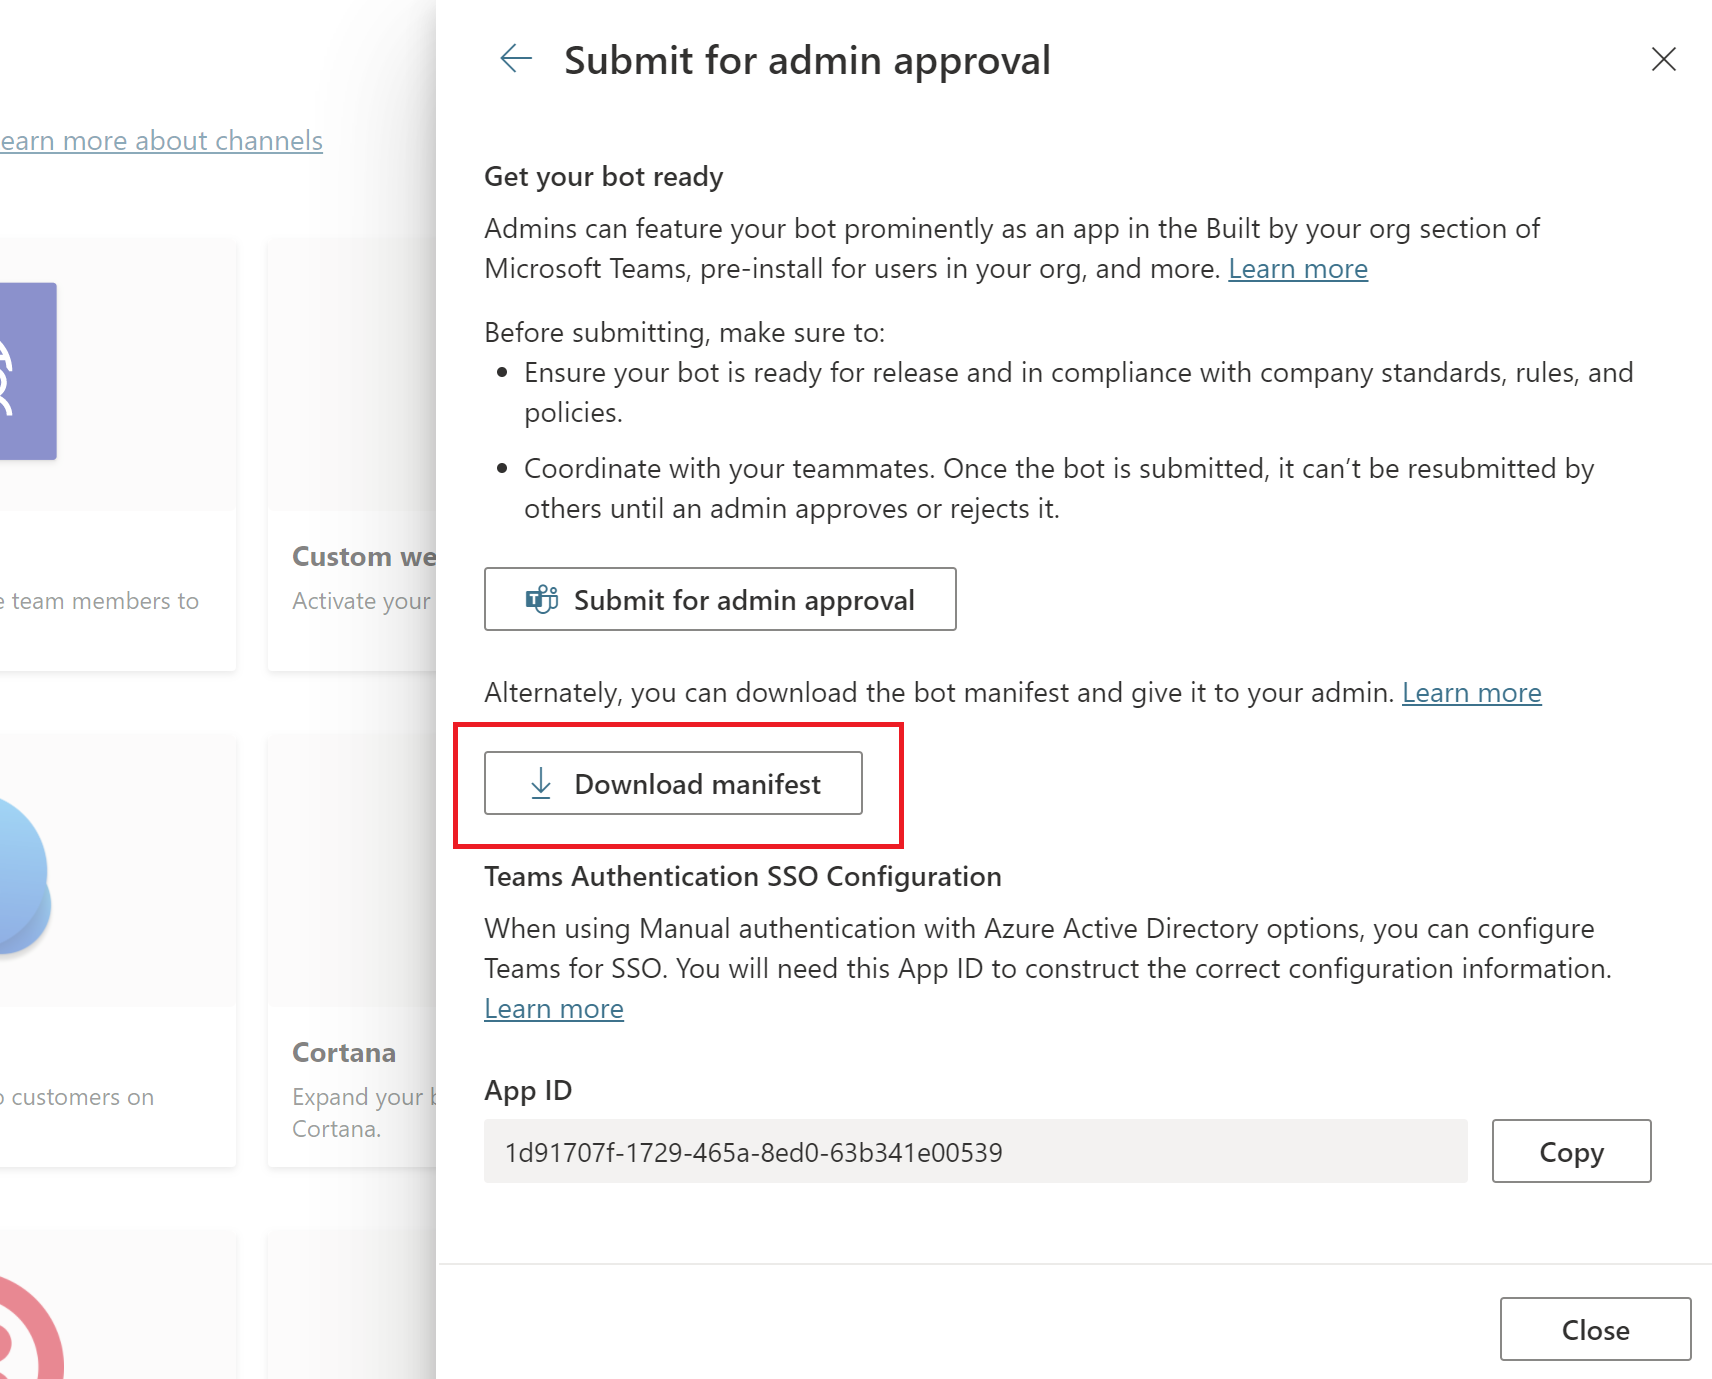 Submit for admin approval
earn more about channels
Get your bot ready
Admins can feature your bot prominently as an app in the Built by your org section of
Microsoft Teams, pre-install for users in your org, and more. Learn more
Before submitting, make sure to:
• Ensure your bot is ready for release and in compliance with company standards, rules, and
policies.
• Coordinate with your teammates. Once the bot is submitted, it can’t be resubmitted by
others until an admin approves or rejects it.
Custom we
e team members to
Activate your
Submit for admin approval
Alternately, you can download the bot manifest and give it to your admin. Learn more
Download manifest
Teams Authentication SSO Configuration
When using Manual authentication with Azure Active Directory options, you can configure
Teams for SSO. You will need this App ID to construct the correct configuration information.
Learn more
Cortana
customers on
Expand your b
Cortana.
App ID
1d91707f-1729-465a-8ed0-63b341e00539
Copy
Close